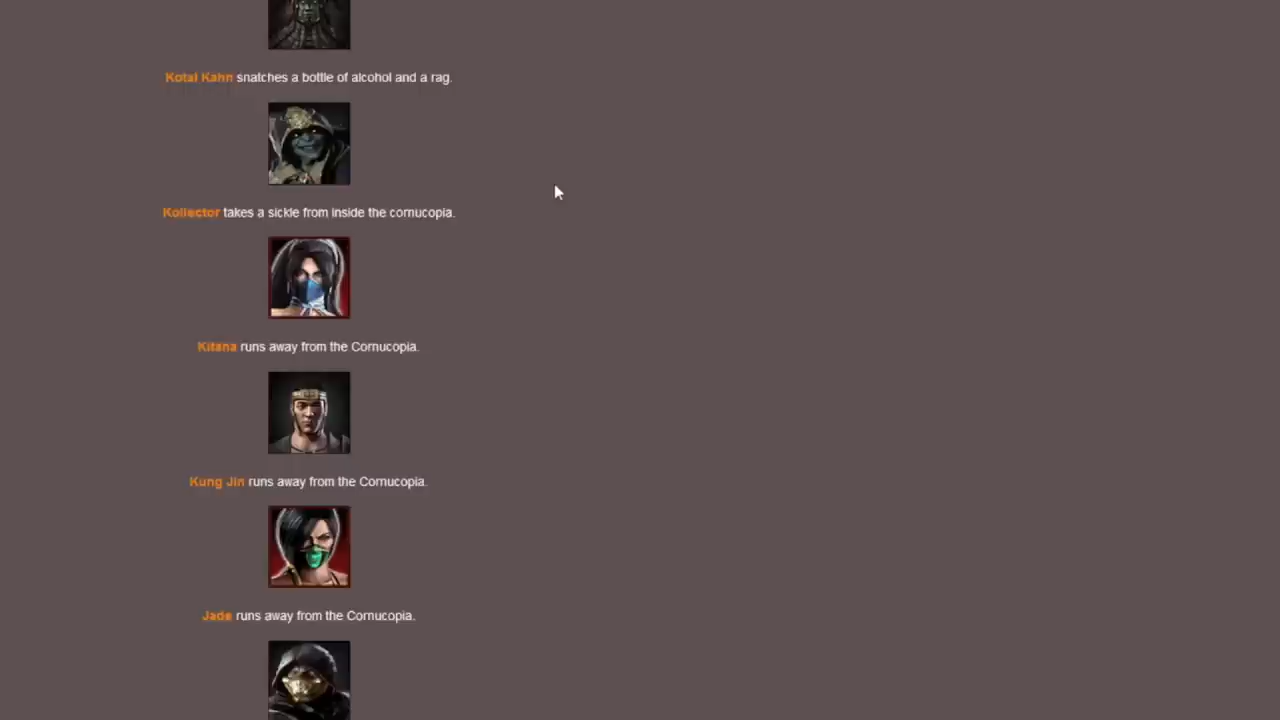 Kotal Kahn snatches a bottle of alcohol and a rag.
Kollector takes a sickle from inside the cornucopia.
Kitana runs away from the Cornucopia.
Kung Jin runs away from the Cornucopia.
Jade runs away from the Cornucopia.